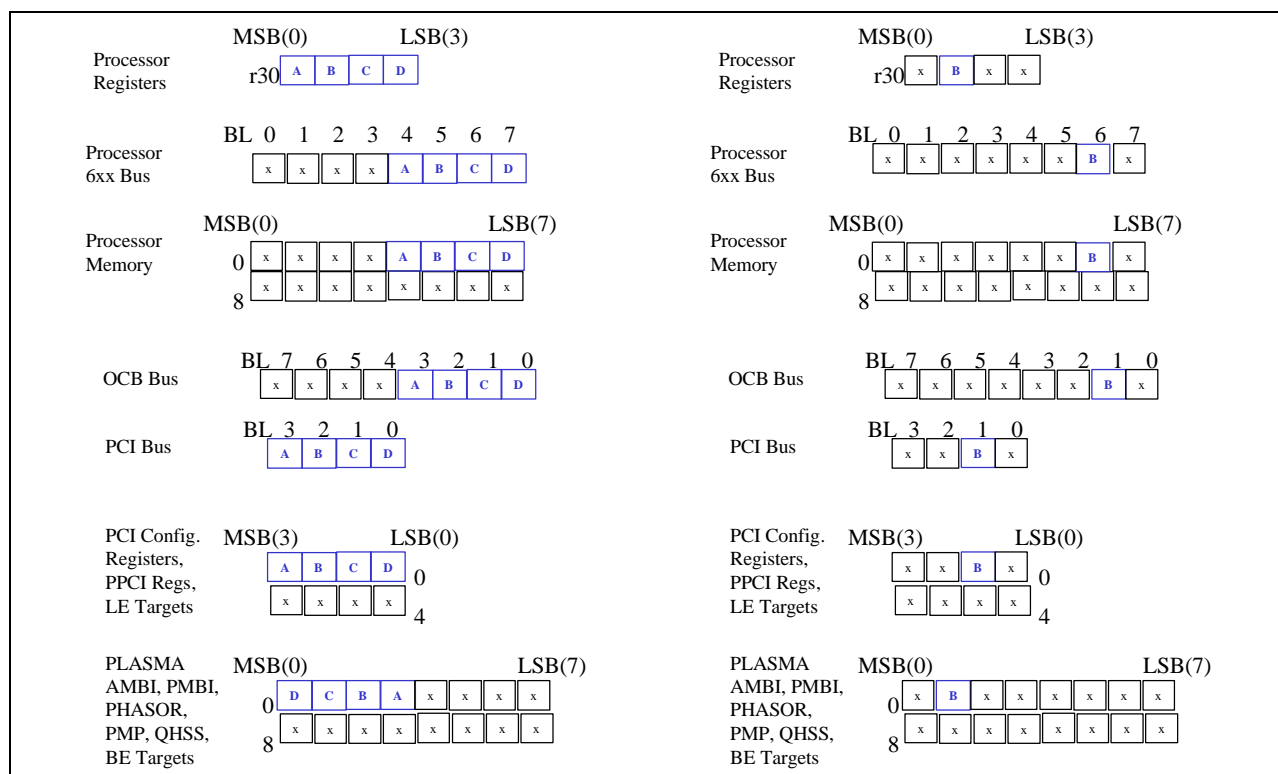 MSB(0) LSB(3)
Processor
Registers
r30 A B C D
BL 0 1 2 3 4 5 6 7
Processor
6xx Bus
x x x x A B C D
MSB(0) LSB(7)
Processor
Memory
0 x x x x A B C D
8 x x x x x x x x
BL 7 6 5 4 3 2 1 0
OCB Bus
x x x x A B C D
BL 3 2 1 0
PCI Bus
A B C D
PCI Config.
Registers,
PPCI Regs,
LE Targets
MSB(3) LSB(0)
A B C D 0
x x x x 4
PLASMA
AMBI, PMBI,
PHASOR,
PMP, QHSS,
BE Targets
MSB(0) LSB(7)
0 D C B A x x x x
8 x x x x x x x x
MSB(0) LSB(3)
Processor
Registers
r30 x B x x
BL 0 1 2 3 4 5 6 7
Processor
6xx Bus
x x x x x x B x
MSB(0) LSB(7)
Processor
Memory
0 x x x x x x B x
8 x x x x x x x x
BL 7 6 5 4 3 2 1 0
OCB Bus
x x x x x x B x
BL 3 2 1 0
PCI Bus
x x B x
PCI Config.
Registers,
PPCI Regs,
LE Targets
MSB(3) LSB(0)
x x B x 0
x x x x 4
PLASMA
AMBI, PMBI,
PHASOR,
PMP, QHSS,
BE Targets
MSB(0) LSB(7)
0 x B x x x x x x
8 x x x x x x x x